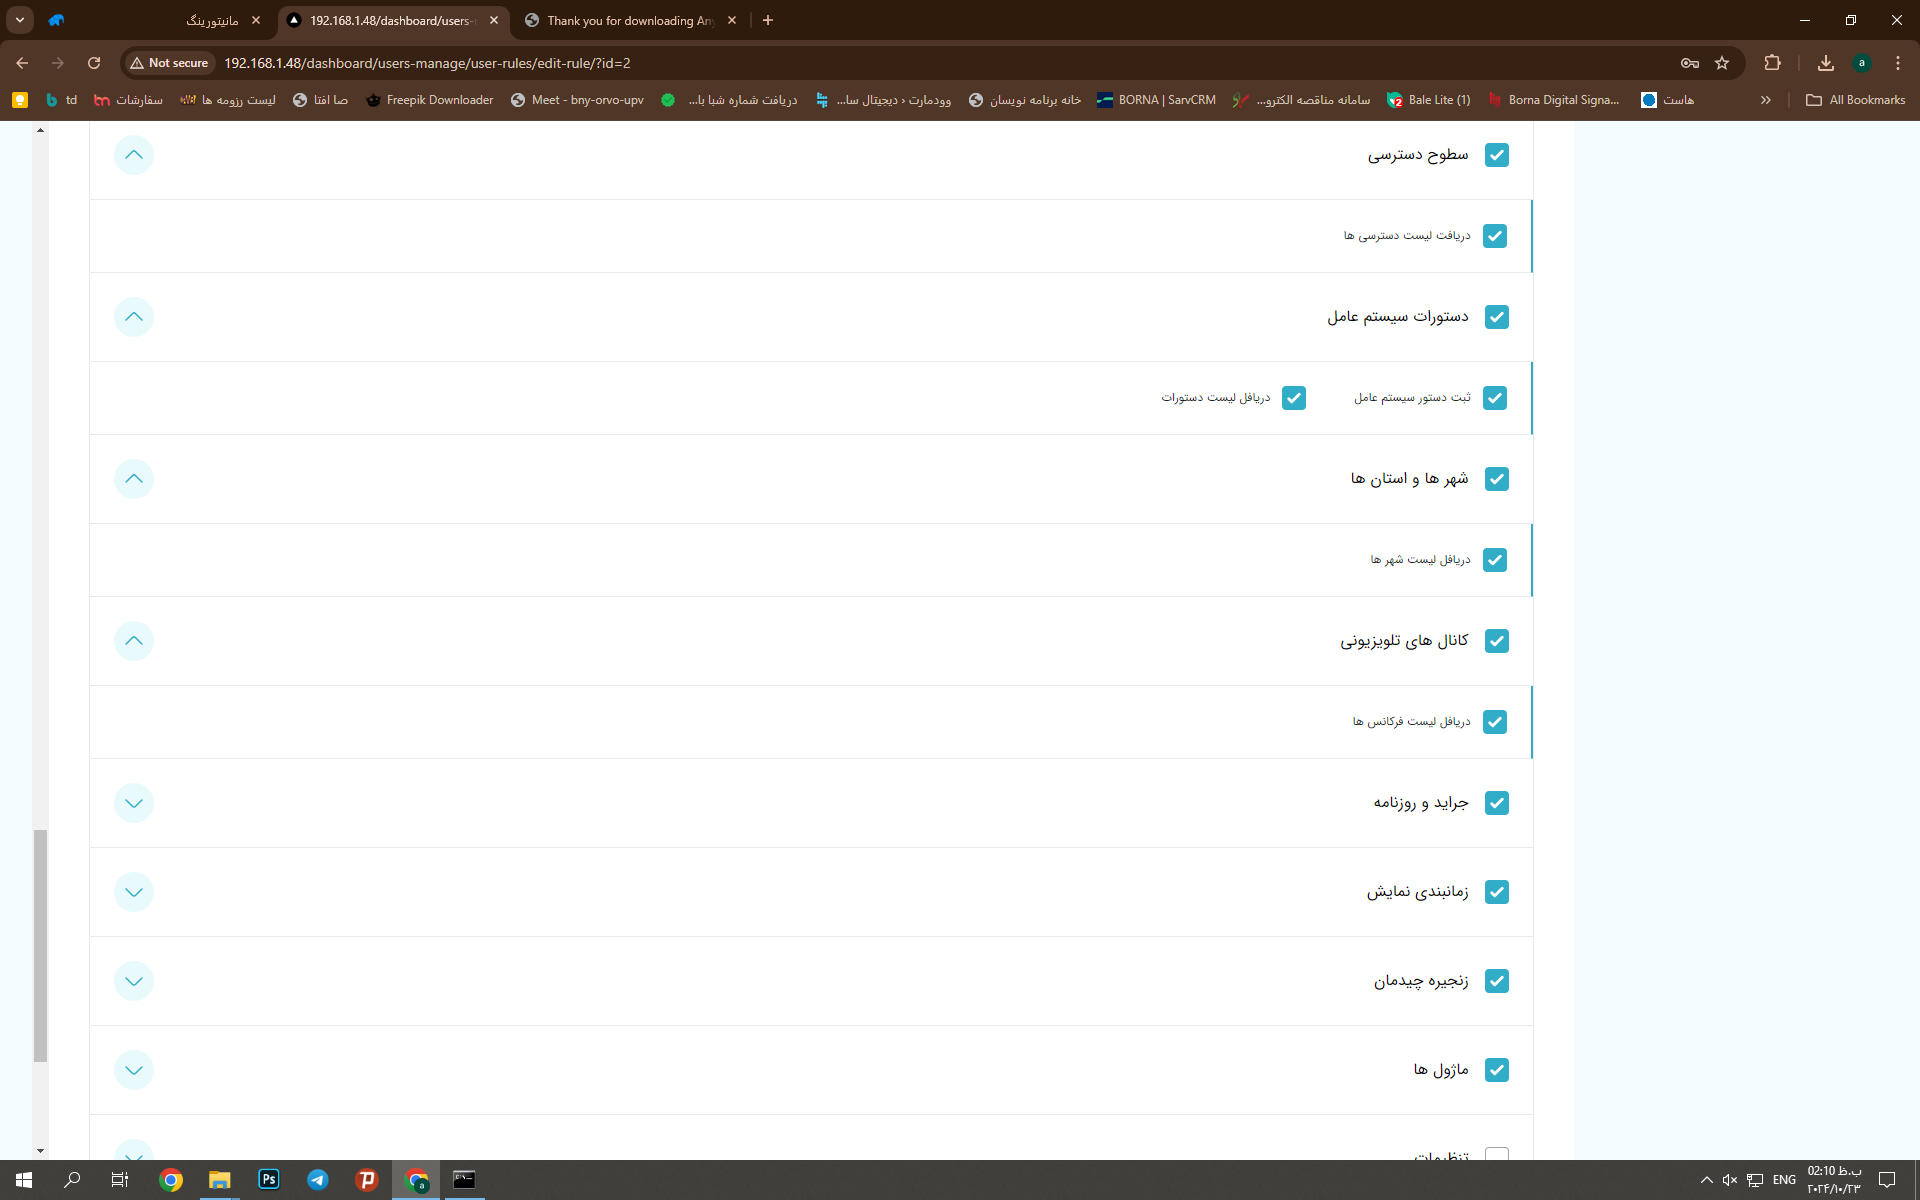 مانیتورینگ
192.168.1.48/dashboard/users-
Thank you for downloading An
Not secure
192.168.1.48/dashboard/users-manage/user-rules/edit-rule/?id=2
a
td
سفارشات
لیست رزومه ها
صا افتا
Freepik Downloader
Meet - bny-orvo-upv
دریافت شماره شبا با...
وودمارت ‹ دیجیتال سا...
خانه برنامه نویسان
BORNA | SarvCRM
سامانه مناقصه الکترو...
Bale Lite (1)
Borna Digital Signa...
هاست
All Bookmarks
سطوح دسترسی
دریافت لیست دسترسی ها
دستورات سیستم عامل
ثبت دستور سیستم عامل
دریافل لیست دستورات
شهر ها و استان ها
دریافل لیست شهر ها
کانال های تلویزیونی
دریافل لیست فرکانس ها
جراید و روزنامه
زمانبندی نمایش
زنجیره چیدمان
ماژول ها
تنظیمات
Ps
a
ENG
02:10 ب.ظ
۲۰۲۴/۱۰/۲۳